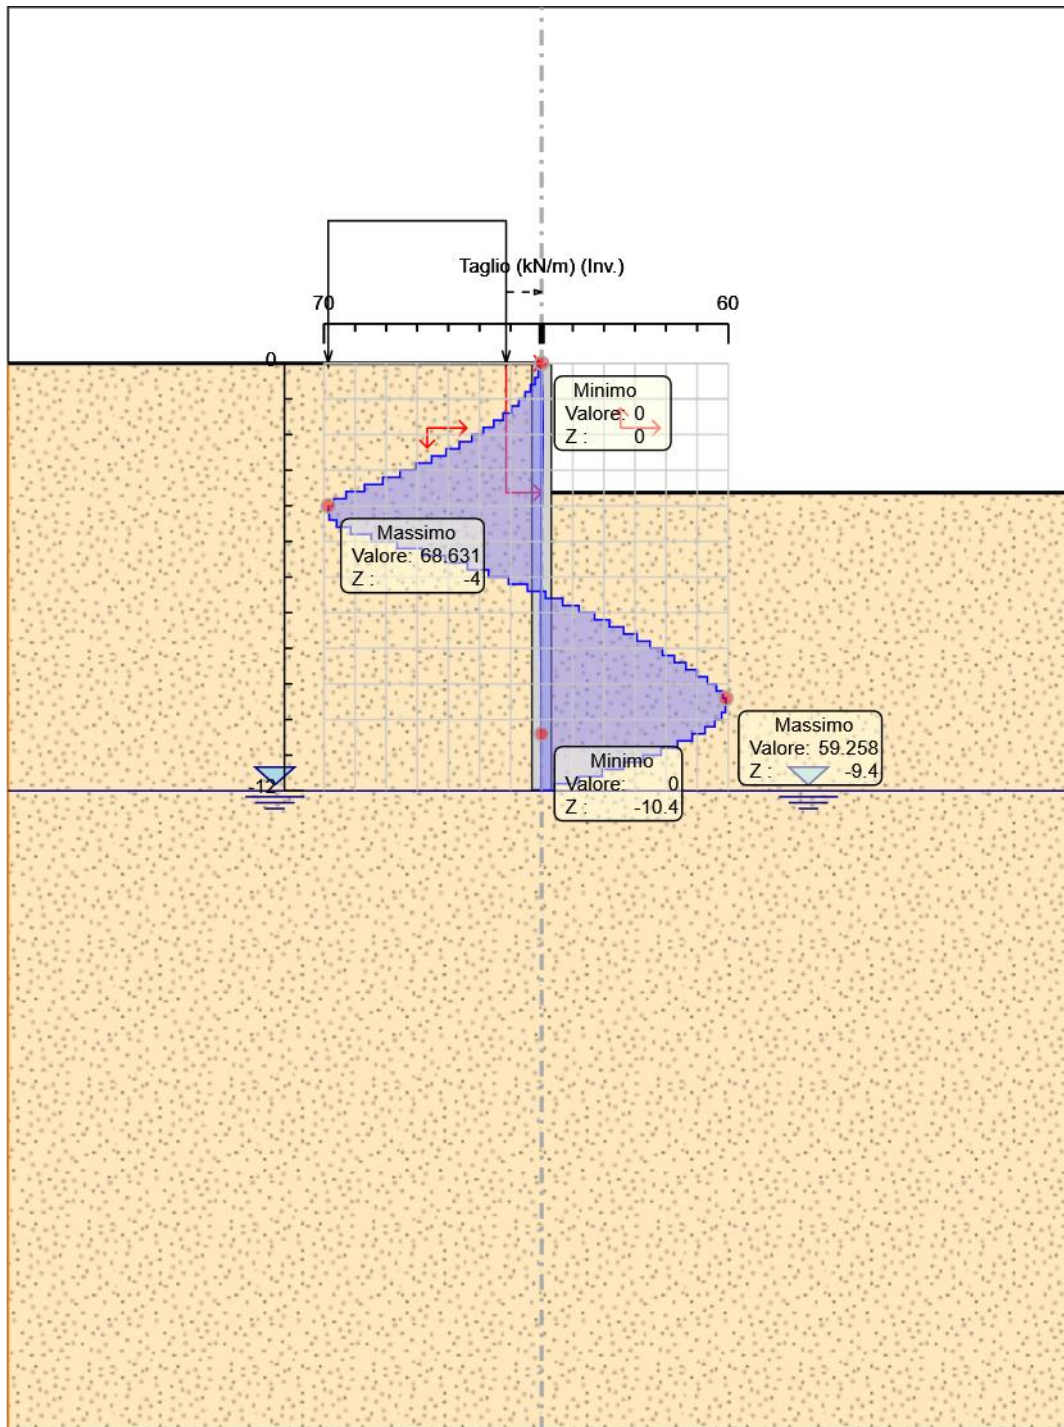 Taglio (kN/m) (Inv.)
70
60
0
Minimo
Valore: 0
Z : 0
Massimo
Valore: 68.631
Z : -4
Massimo
Valore: 59.258
Z : -9.4
Minimo
Valore: 0
Z : -10.4
-12